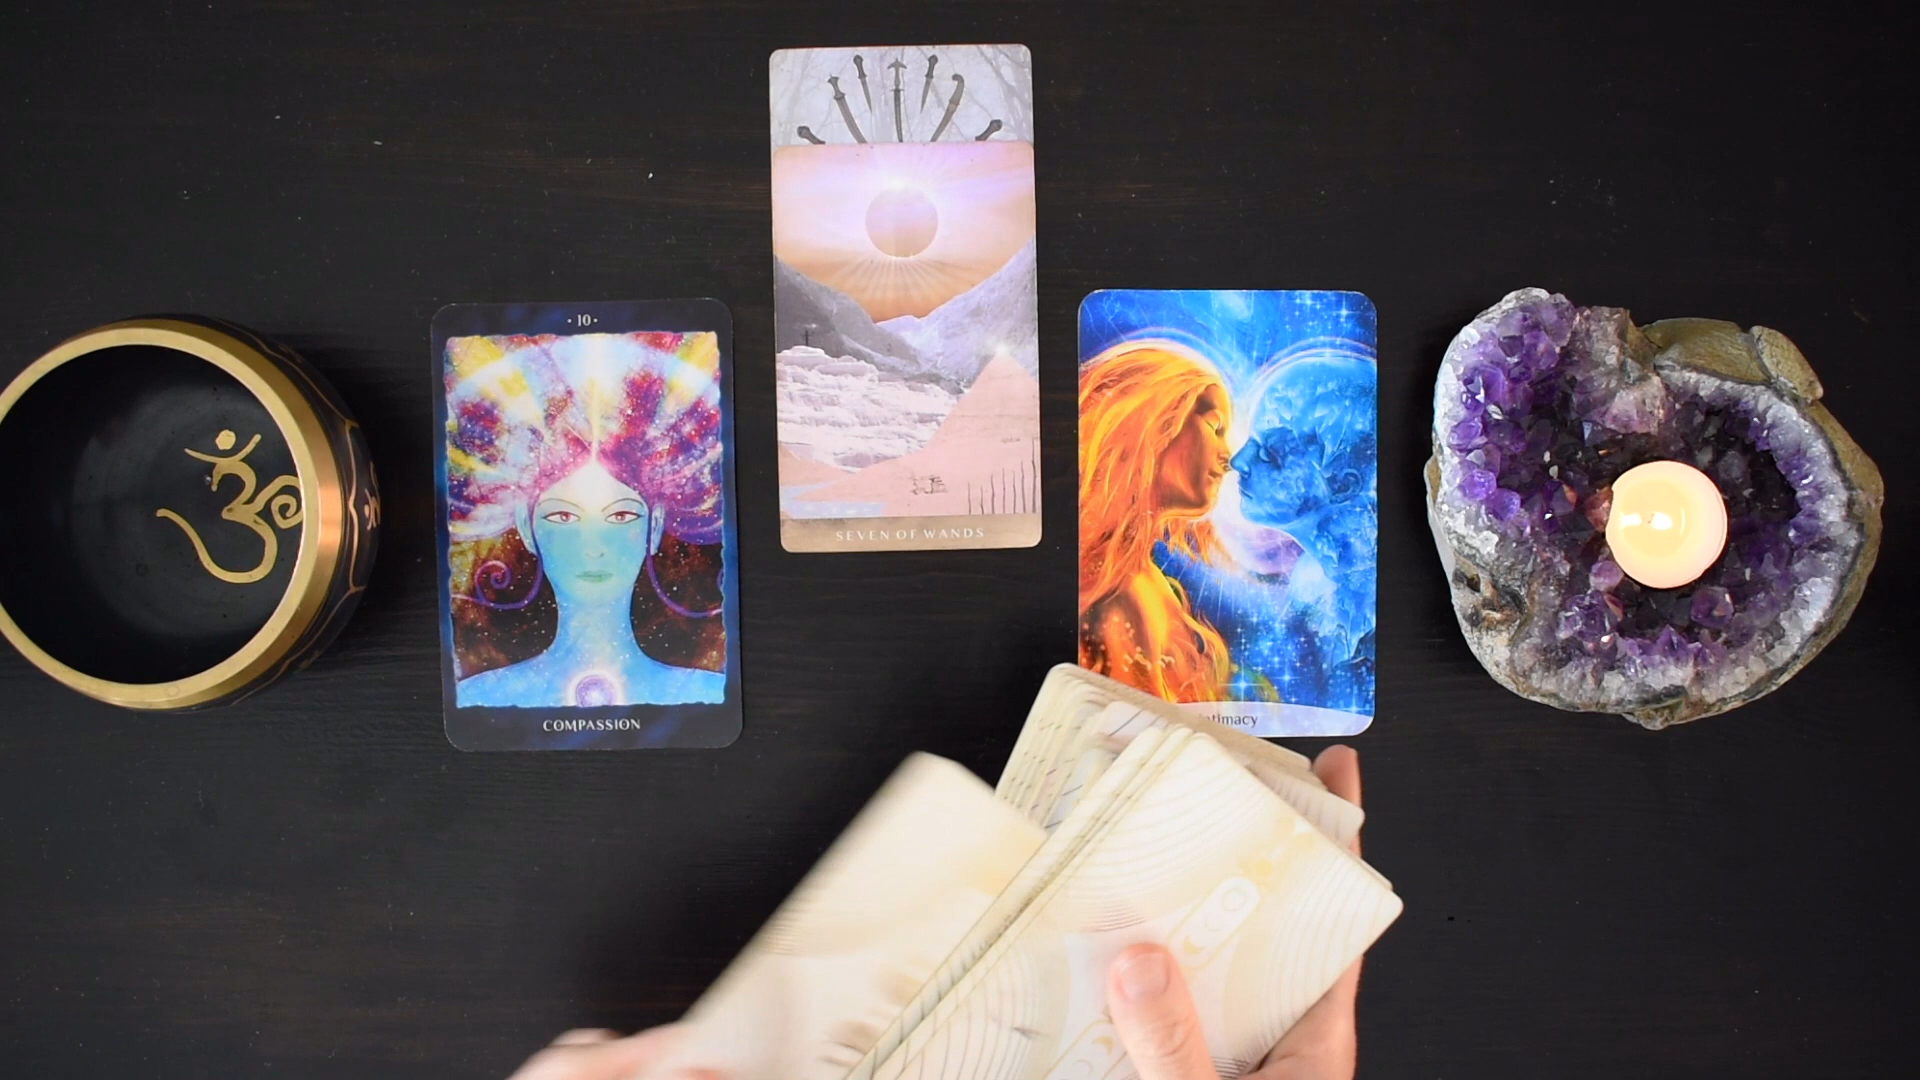 SEVEN OF WANDS
· 10 ·
COMPASSION
ॐ